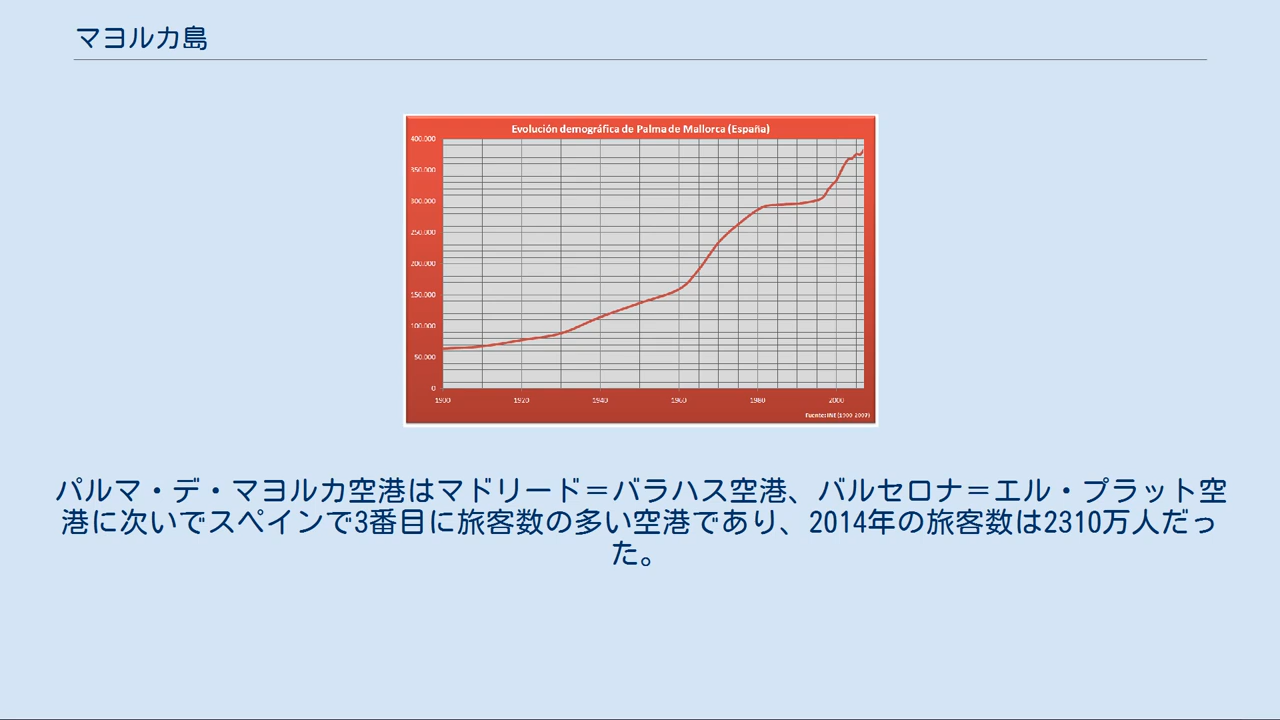 マヨルカ島
Evolución demográfica de Palma de Mallorca (España)
400.000
350.000
300.000
250.000
200.000
150.000
100.000
50.000
0
1900
1920
1940
1960
1980
2000
Fuente: INE (1900-2007)
パルマ・デ・マヨルカ空港はマドリード＝バラハス空港、バルセロナ＝エル・プラット空
港に次いでスペインで3番目に旅客数の多い空港であり、2014年の旅客数は2310万人だっ
た。